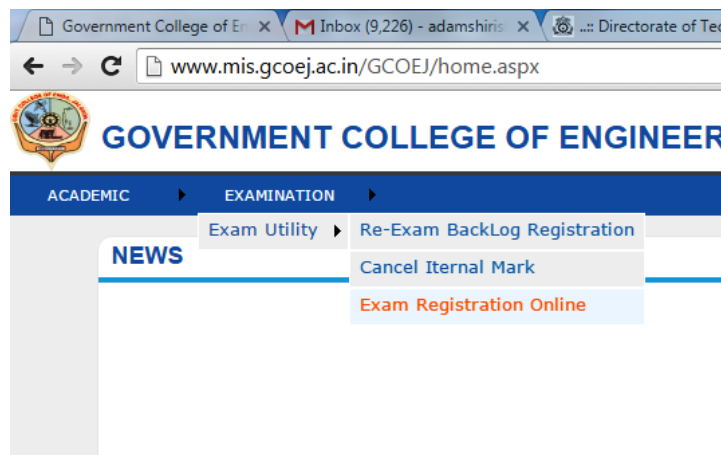 Government College of En
Inbox (9,226) - adamshiris
..:: Directorate of Tec
www.mis.gcoej.ac.in/GCOEJ/home.aspx
GOVERNMENT COLLEGE OF ENGINEER
ACADEMIC EXAMINATION
Exam Utility Re-Exam BackLog Registration
NEWS
Cancel Iternal Mark
Exam Registration Online